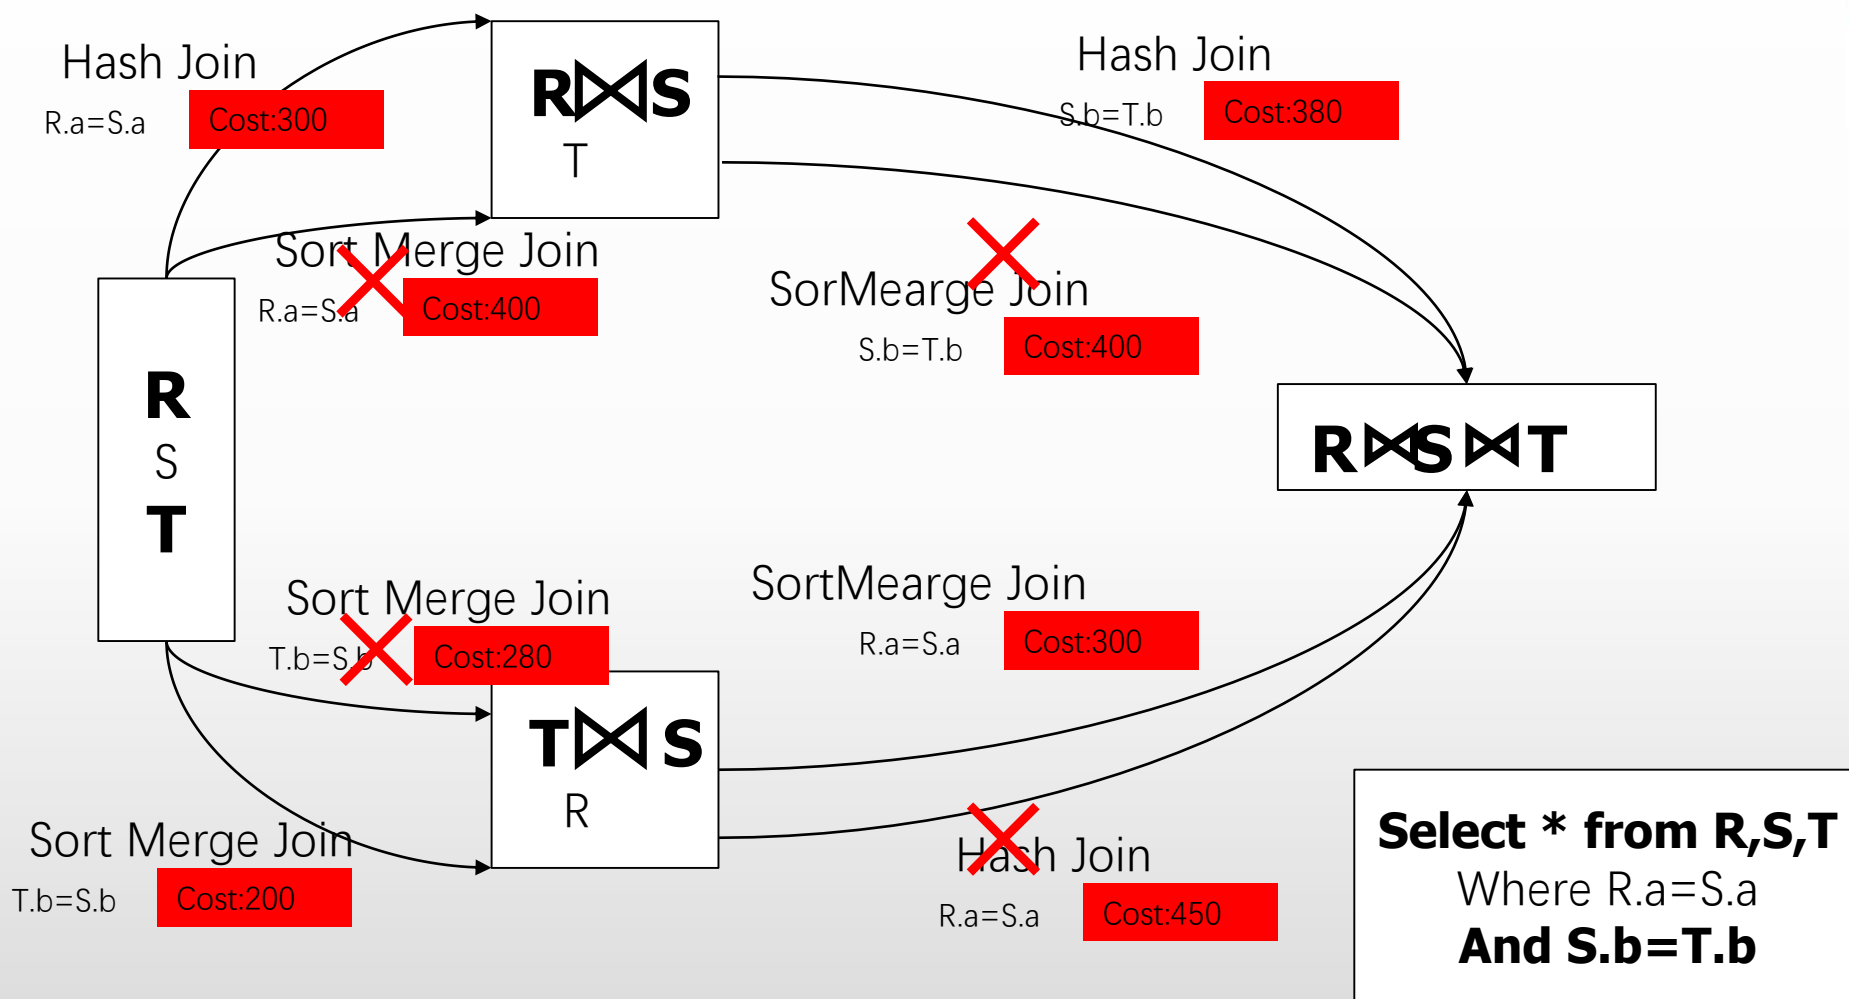 Hash Join
R.a=S.a
Cost:300
R⋈S
T
Hash Join
S.b=T.b
Cost:380
Sort Merge Join
R.a=S.a
Cost:400
SorMearge Join
S.b=T.b
Cost:400
R
S
T
R⋈S⋈T
Sort Merge Join
T.b=S.b
Cost:280
SortMearge Join
R.a=S.a
Cost:300
T⋈S
R
Sort Merge Join
T.b=S.b
Cost:200
Hash Join
R.a=S.a
Cost:450
Select * from R,S,T
Where R.a=S.a
And S.b=T.b